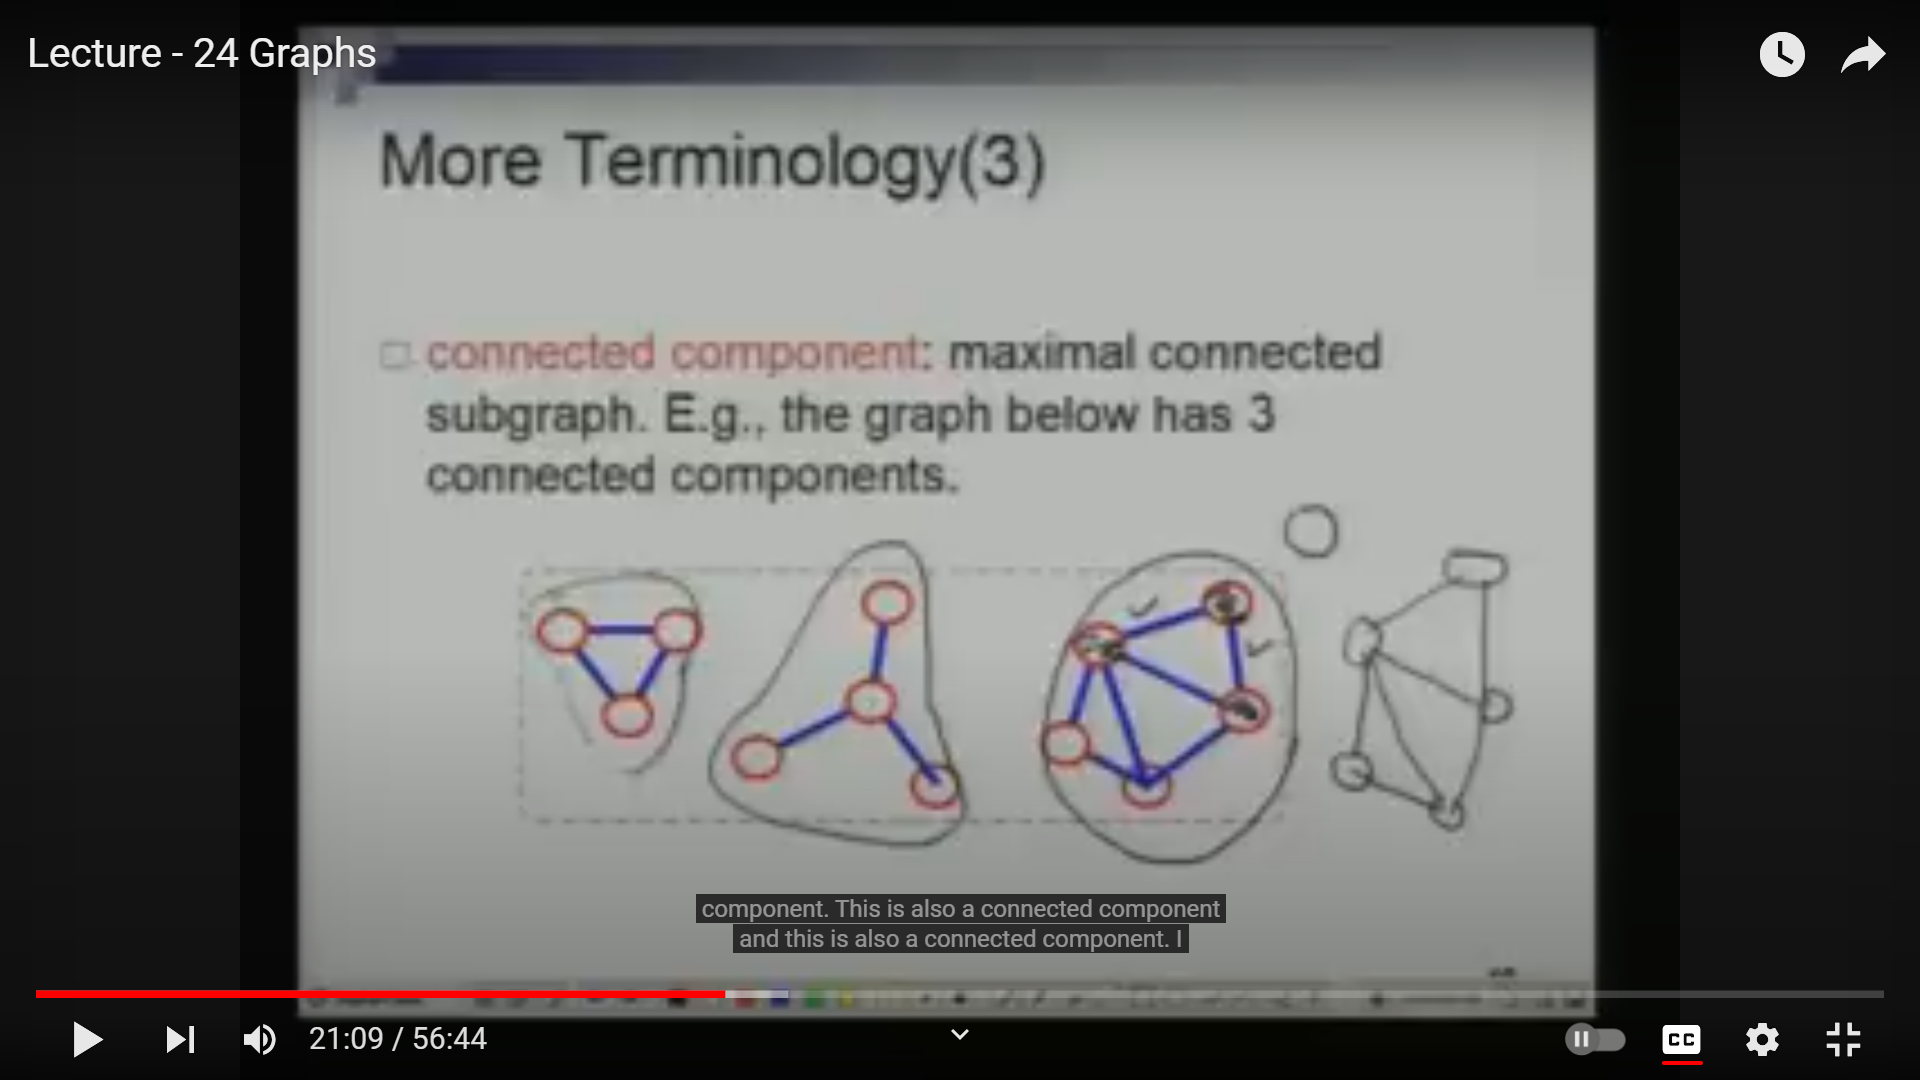 Lecture - 24 Graphs
More Terminology(3)
connected component: maximal connected
subgraph. E.g., the graph below has 3
connected components.
component. This is also a connected component
and this is also a connected component. I
21:09 / 56:44
CC